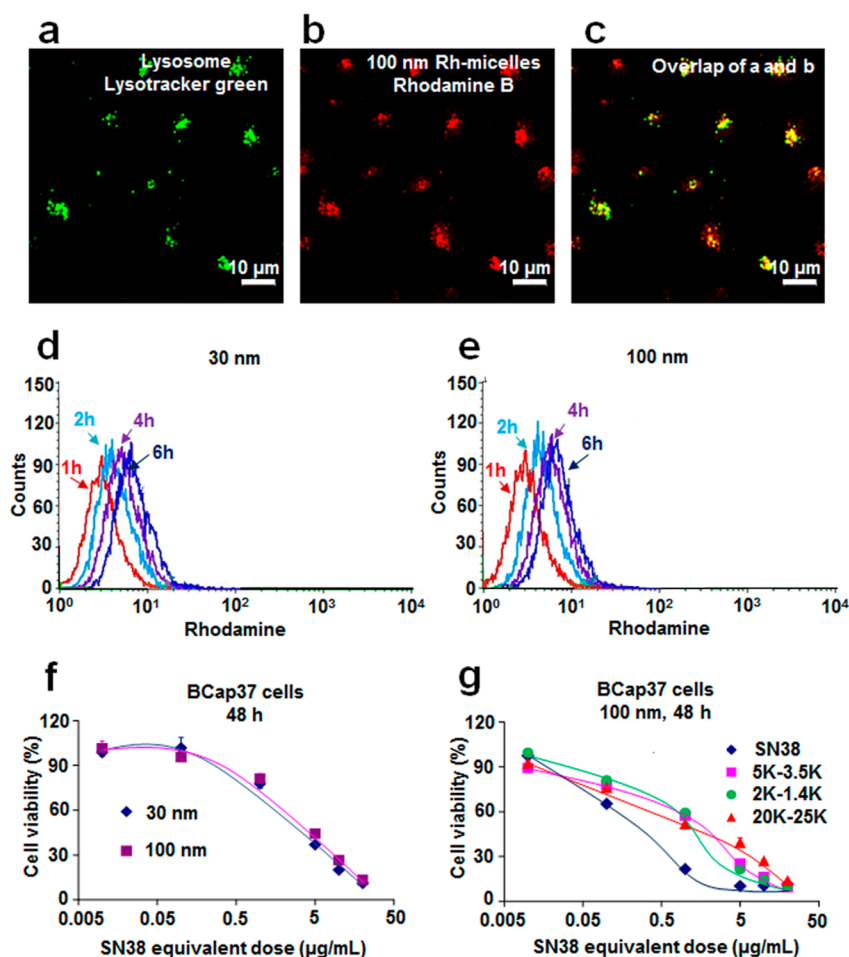 a
Lysosome
Lysotracker green
10 µm
b
100 nm Rh-micelles
Rhodamine B
10 µm
c
Overlap of a and b
10 µm
d
30 nm
150
120
90
60
30
0
Counts
1h
2h
4h
6h
10⁰
10¹
10²
10³
10⁴
Rhodamine
e
100 nm
150
120
90
60
30
0
Counts
1h
2h
4h
6h
10⁰
10¹
10²
10³
10⁴
Rhodamine
f
BCap37 cells
48 h
120
90
60
30
0
Cell viability (%)
30 nm
100 nm
0.005
0.05
0.5
5
50
SN38 equivalent dose (µg/mL)
g
BCap37 cells
100 nm, 48 h
120
90
60
30
0
Cell viability (%)
SN38
5K-3.5K
2K-1.4K
20K-25K
0.005
0.05
0.5
5
50
SN38 equivalent dose (µg/mL)